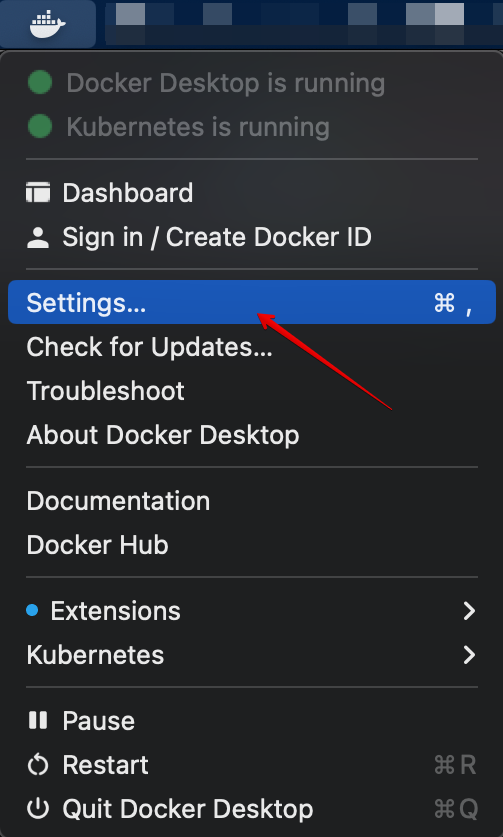 Docker Desktop is running
Kubernetes is running
Dashboard
Sign in / Create Docker ID
Settings... ⌘ ,
Check for Updates...
Troubleshoot
About Docker Desktop
Documentation
Docker Hub
Extensions
Kubernetes
Pause
Restart ⌘R
Quit Docker Desktop ⌘Q